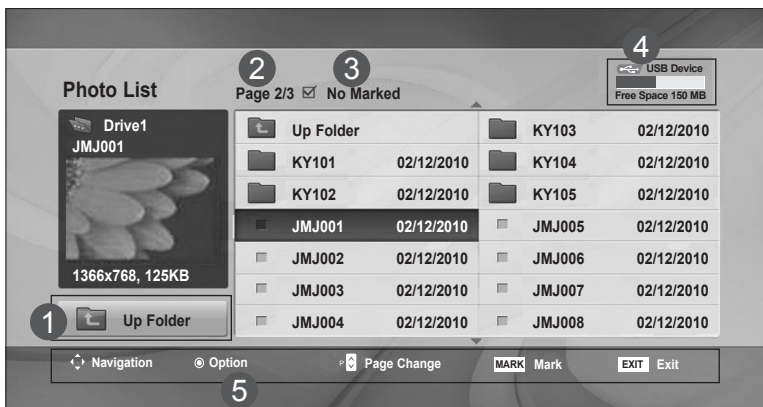 4
USB Device
Free Space 150 MB
2
3
Photo List
Page 2/3
No Marked
Drive1
JMJ001
1366x768, 125KB
1
Up Folder
Up Folder
KY101 02/12/2010
KY102 02/12/2010
JMJ001 02/12/2010
JMJ002 02/12/2010
JMJ003 02/12/2010
JMJ004 02/12/2010
KY103 02/12/2010
KY104 02/12/2010
KY105 02/12/2010
JMJ005 02/12/2010
JMJ006 02/12/2010
JMJ007 02/12/2010
JMJ008 02/12/2010
Navigation
Option
P Page Change
MARK Mark
EXIT Exit
5